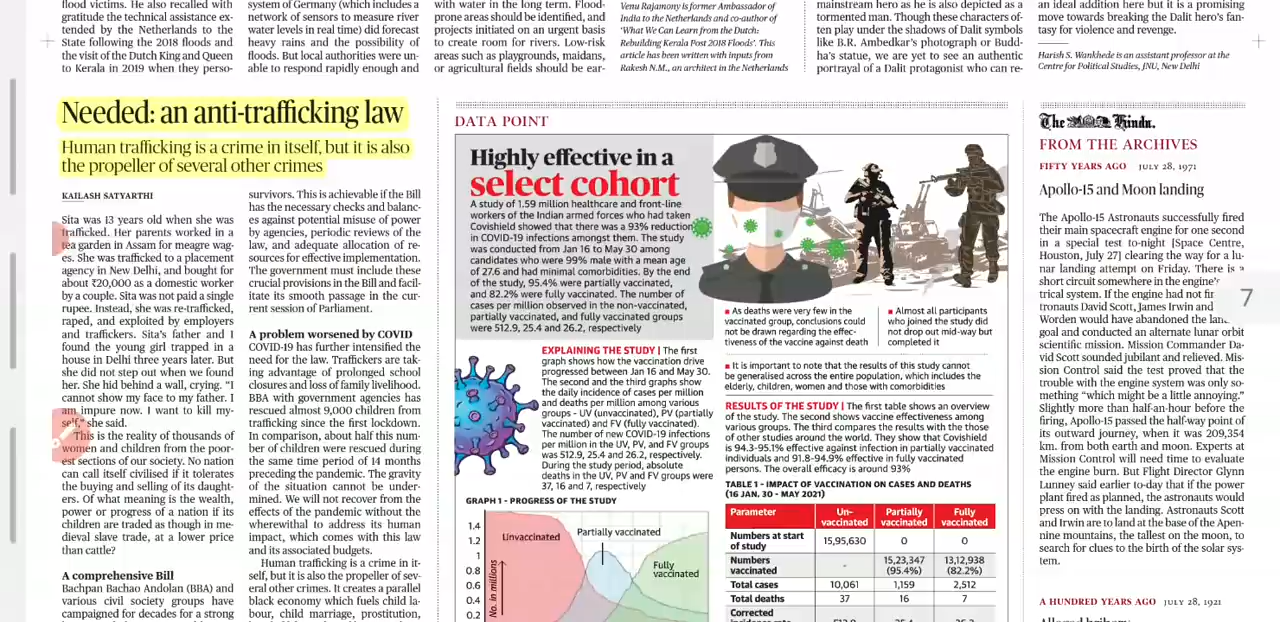 flood victims. He also recalled with
gratitude the technical assistance ex-
tended by the Netherlands to the
State following the 2018 floods and
the visit of the Dutch King and Queen
to Kerala in 2019 when they perso-
system of Germany (which includes a
network of sensors to measure river
water levels in real time) did forecast
heavy rains and the possibility of
floods. But local authorities were un-
able to respond rapidly enough and
with water in the long term. Flood-
prone areas should be identified, and
projects initiated on an urgent basis
to create room for rivers. Low-risk
areas such as playgrounds, maidans,
or agricultural fields should be ear-
Venu Rajamony is former Ambassador of
India to the Netherlands and co-author of
'What We Can Learn from the Dutch:
Rebuilding Kerala Post 2018 Floods'. This
article has been written with inputs from
Rakesh N.M., an architect in the Netherlands
mainstream hero as he is also depicted as a
tormented man. Though these characters of-
ten play under the shadows of Dalit symbols
like B.R. Ambedkar's photograph or Budd-
ha's statue, we are yet to see an authentic
portrayal of a Dalit protagonist who can re-
an ideal addition here but it is a promising
move towards breaking the Dalit hero's fan-
tasy for violence and revenge.
Harish S. Wankhede is an assistant professor at the
Centre for Political Studies, JNU, New Delhi
Needed: an anti-trafficking law
Human trafficking is a crime in itself, but it is also
the propeller of several other crimes
KAILASH SATYARTHI
Sita was 13 years old when she was
trafficked. Her parents worked in a
tea garden in Assam for meagre wag-
es. She was trafficked to a placement
agency in New Delhi, and bought for
about ₹20,000 as a domestic worker
by a couple. Sita was not paid a single
rupee. Instead, she was re-trafficked,
raped, and exploited by employers
and traffickers. Sita's father and I
found the young girl trapped in a
house in Delhi three years later. But
she did not step out when we found
her. She hid behind a wall, crying. "I
cannot show my face to my father. I
am impure now. I want to kill my-
self," she said.
This is the reality of thousands of
women and children from the poor-
est sections of our society. No nation
can call itself civilised if it tolerates
the buying and selling of its daught-
ers. Of what meaning is the wealth,
power or progress of a nation if its
children are traded as though in me-
dieval slave trade, at a lower price
than cattle?
A comprehensive Bill
Bachpan Bachao Andolan (BBA) and
various civil society groups have
campaigned for decades for a strong
survivors. This is achievable if the Bill
has the necessary checks and balanc-
es against potential misuse of power
by agencies, periodic reviews of the
law, and adequate allocation of re-
sources for effective implementation.
The government must include these
crucial provisions in the Bill and facil-
itate its smooth passage in the cur-
rent session of Parliament.
A problem worsened by COVID
COVID-19 has further intensified the
need for the law. Traffickers are tak-
ing advantage of prolonged school
closures and loss of family livelihood.
BBA with government agencies has
rescued almost 9,000 children from
trafficking since the first lockdown.
In comparison, about half this num-
ber of children were rescued during
the same time period of 14 months
preceding the pandemic. The gravity
of the situation cannot be under-
mined. We will not recover from the
effects of the pandemic without the
wherewithal to address its human
impact, which comes with this law
and its associated budgets.
Human trafficking is a crime in it-
self, but it is also the propeller of sev-
eral other crimes. It creates a parallel
black economy which fuels child la-
bour, child marriage, prostitution,
DATA POINT
Highly effective in a
select cohort
A study of 1.59 million healthcare and front-line
workers of the Indian armed forces who had taken
Covishield showed that there was a 93% reduction
in COVID-19 infections amongst them. The study
was conducted from Jan 16 to May 30 among
candidates who were 99% male with a mean age
of 27.6 and had minimal comorbidities. By the end
of the study, 95.4% were partially vaccinated,
and 82.2% were fully vaccinated. The number of
cases per million observed in the non-vaccinated,
partially vaccinated, and fully vaccinated groups
were 512.9, 25.4 and 26.2, respectively
EXPLAINING THE STUDY | The first
graph shows how the vaccination drive
progressed between Jan 16 and May 30.
The second and the third graphs show
the daily incidence of cases per million
and deaths per million among various
groups - UV (unvaccinated), PV (partially
vaccinated) and FV (fully vaccinated).
The number of new COVID-19 infections
per million in the UV, PV, and FV groups
was 512.9, 25.4 and 26.2, respectively.
During the study period, absolute
deaths in the UV, PV and FV groups were
37, 16 and 7, respectively
GRAPH 1 - PROGRESS OF THE STUDY
1.4
1.2
1
0.8
0.6
0.4
0.2
No. in millions
Unvaccinated
Partially vaccinated
Fully
vaccinated
As deaths were very few in the
vaccinated group, conclusions could
not be drawn regarding the effec-
tiveness of the vaccine against death
Almost all participants
who joined the study did
not drop out mid-way but
completed it
It is important to note that the results of this study cannot
be generalised across the entire population, which includes the
elderly, children, women and those with comorbidities
RESULTS OF THE STUDY | The first table shows an overview
of the study. The second shows vaccine effectiveness among
various groups. The third compares the results with the those
of other studies around the world. They show that Covishield
is 94.3-95.1% effective against infection in partially vaccinated
individuals and 91.8-94.9% effective in fully vaccinated
persons. The overall efficacy is around 93%
TABLE 1 - IMPACT OF VACCINATION ON CASES AND DEATHS
(16 JAN. 30 - MAY 2021)
Parameter Un-vaccinated Partially vaccinated Fully vaccinated
Numbers at start of study 15,95,630 0 0
Numbers vaccinated - 15,23,347 (95.4%) 13,12,938 (82.2%)
Total cases 10,061 1,159 2,512
Total deaths 37 16 7
Corrected
The Hindu.
FROM THE ARCHIVES
FIFTY YEARS AGO JULY 28, 1971
Apollo-15 and Moon landing
The Apollo-15 Astronauts successfully fired
their main spacecraft engine for one second
in a special test to-night [Space Centre,
Houston, July 27] clearing the way for a lu-
nar landing attempt on Friday. There is a
short circuit somewhere in the engine's
trical system. If the engine had not
tronauts David Scott, James Irwin and
Worden would have abandoned the
goal and conducted an alternate lunar orbit
scientific mission. Mission Commander Da-
vid Scott sounded jubilant and relieved. Mis-
sion Control said the test proved that the
trouble with the engine system was only so-
mething "which might be a little annoying."
Slightly more than half-an-hour before the
firing, Apollo-15 passed the half-way point of
its outward journey, when it was 209,354
km. from both earth and moon. Experts at
Mission Control will need time to evaluate
the engine burn. But Flight Director Glynn
Lunney said earlier to-day that if the power
plant fired as planned, the astronauts would
press on with the landing. Astronauts Scott
and Irwin are to land at the base of the Apen-
nine mountains, the tallest on the moon, to
search for clues to the birth of the solar sys-
tem.
A HUNDRED YEARS AGO JULY 28, 1921
7